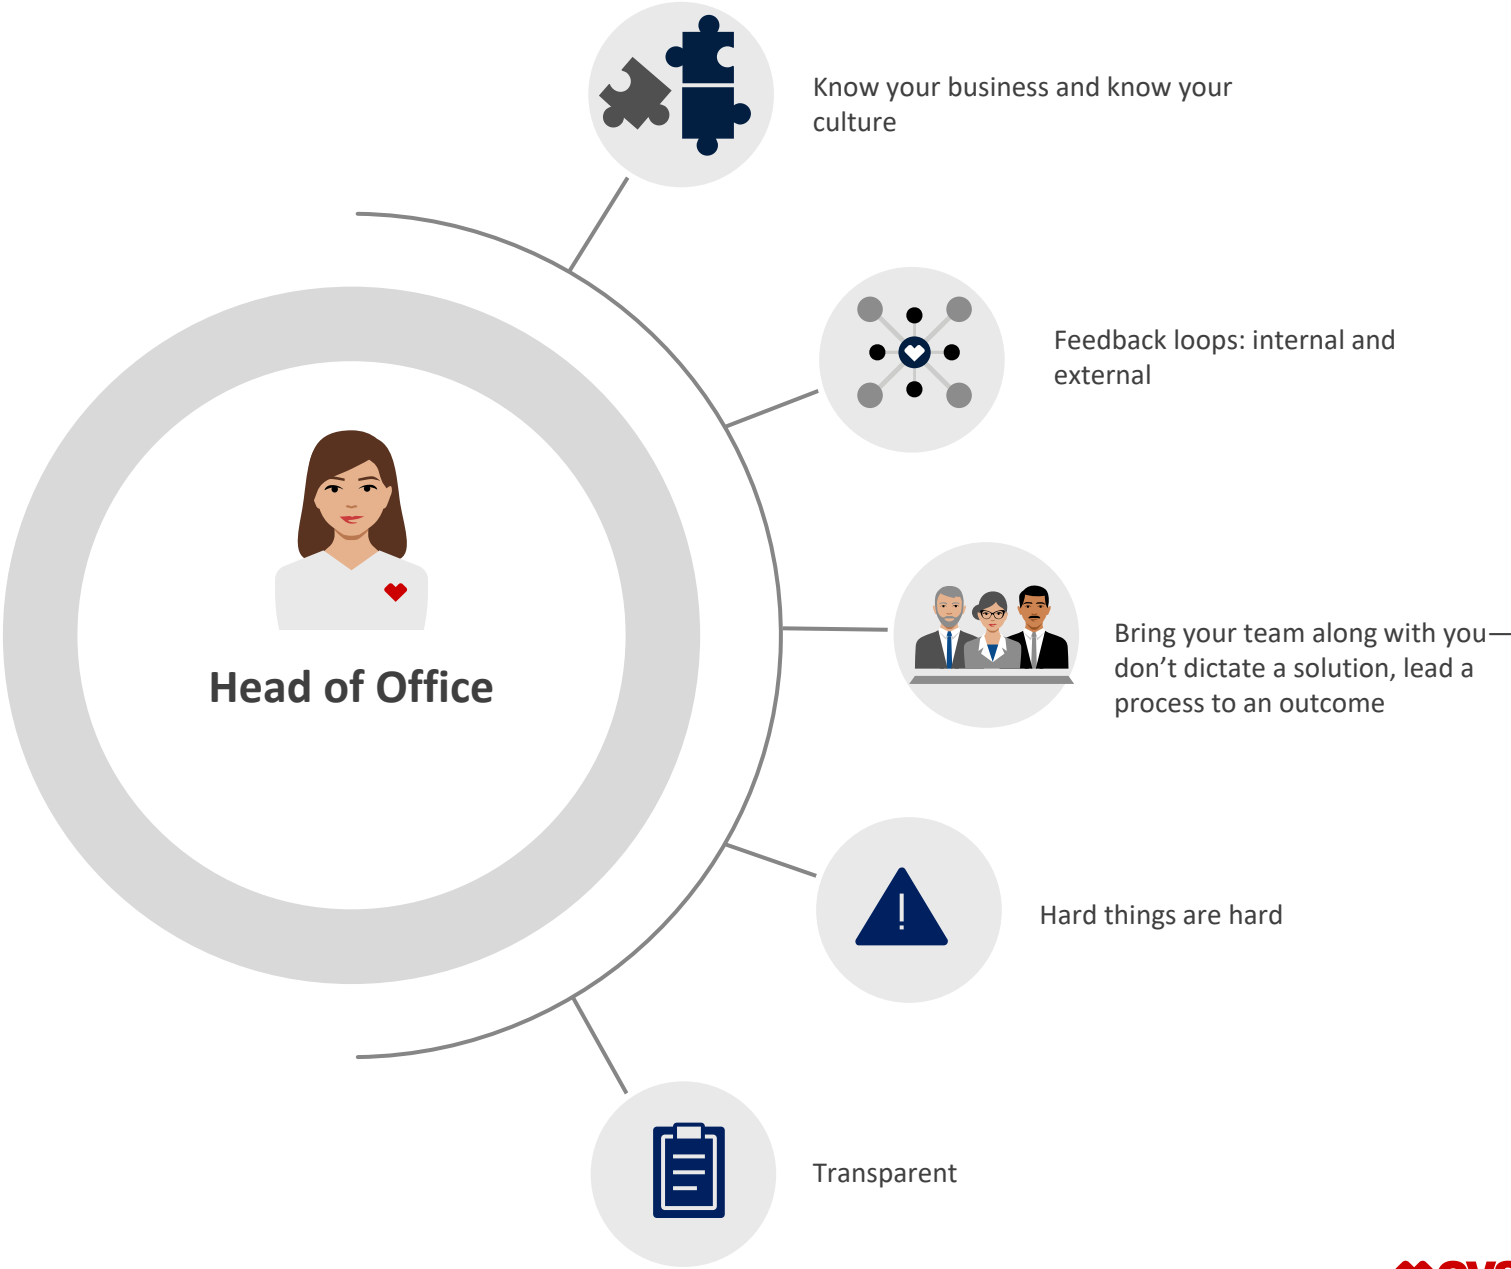 Know your business and know your
culture
Feedback loops: internal and
external
Head of Office
Bring your team along with you—
don’t dictate a solution, lead a
process to an outcome
Hard things are hard
Transparent